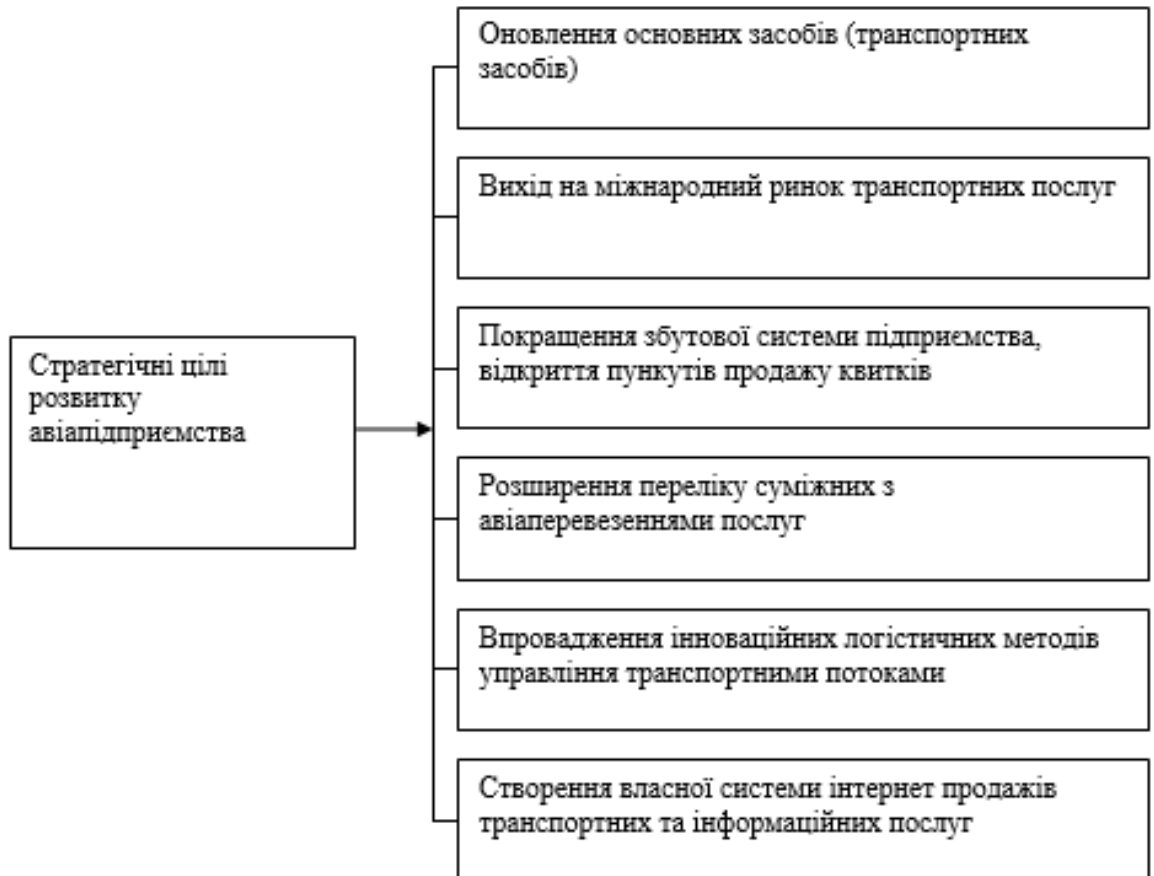 Стратегічні цілі
розвитку
авіапідприємства
Оновлення основних засобів (транспортних
засобів)
Вихід на міжнародний ринок транспортних послуг
Покращення збутової системи підприємства,
відкриття пункутів продажу квитків
Розширення переліку суміжних з
авіаперевезеннями послуг
Впровадження інноваційних логістичних методів
управління транспортними потоками
Створення власної системи інтернет продажів
транспортних та інформаційних послуг